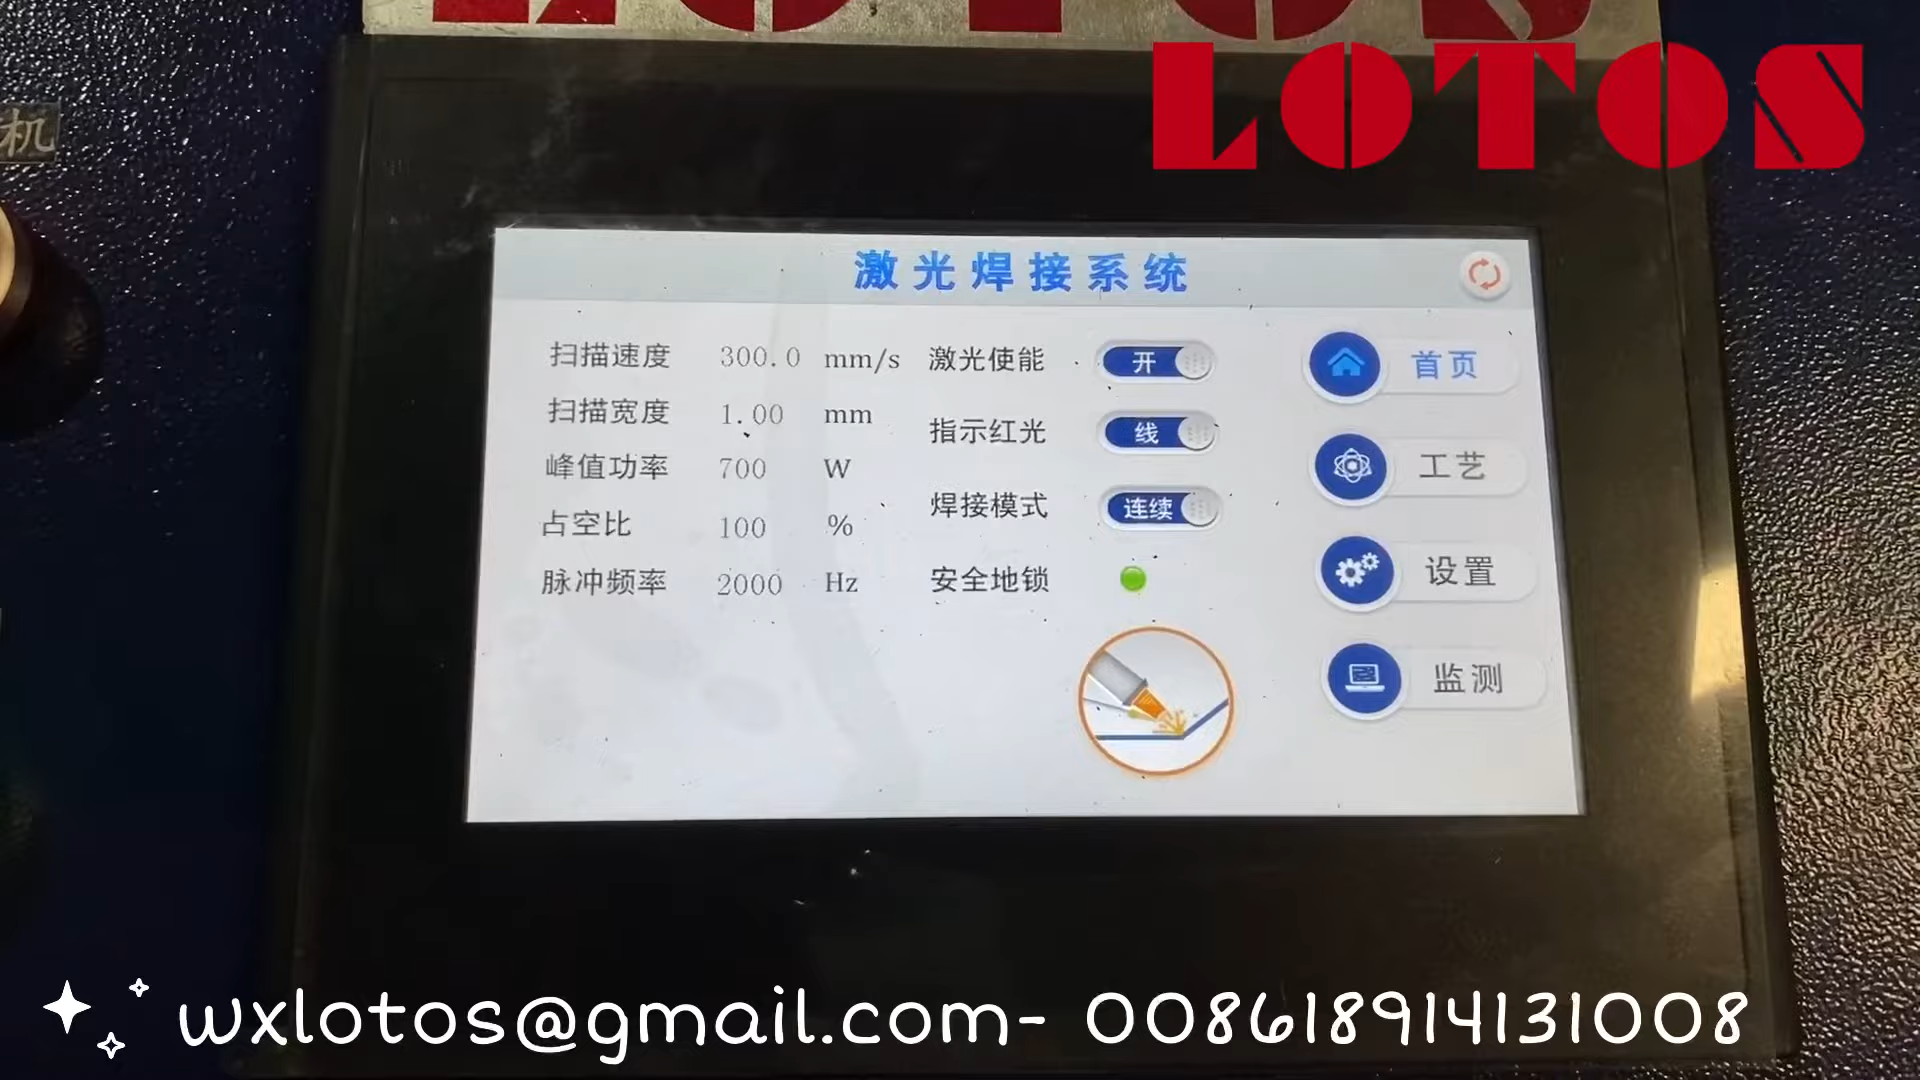 LOTOS
LOTOS
机
激光焊接系统
扫描速度 300.0 mm/s
扫描宽度 1.00 mm
峰值功率 700 W
占空比 100 %
脉冲频率 2000 Hz
激光使能 开
指示红光 线
焊接模式 连续
安全地锁
首页
工艺
设置
监测
wxlotos@gmail.com- 008618914131008